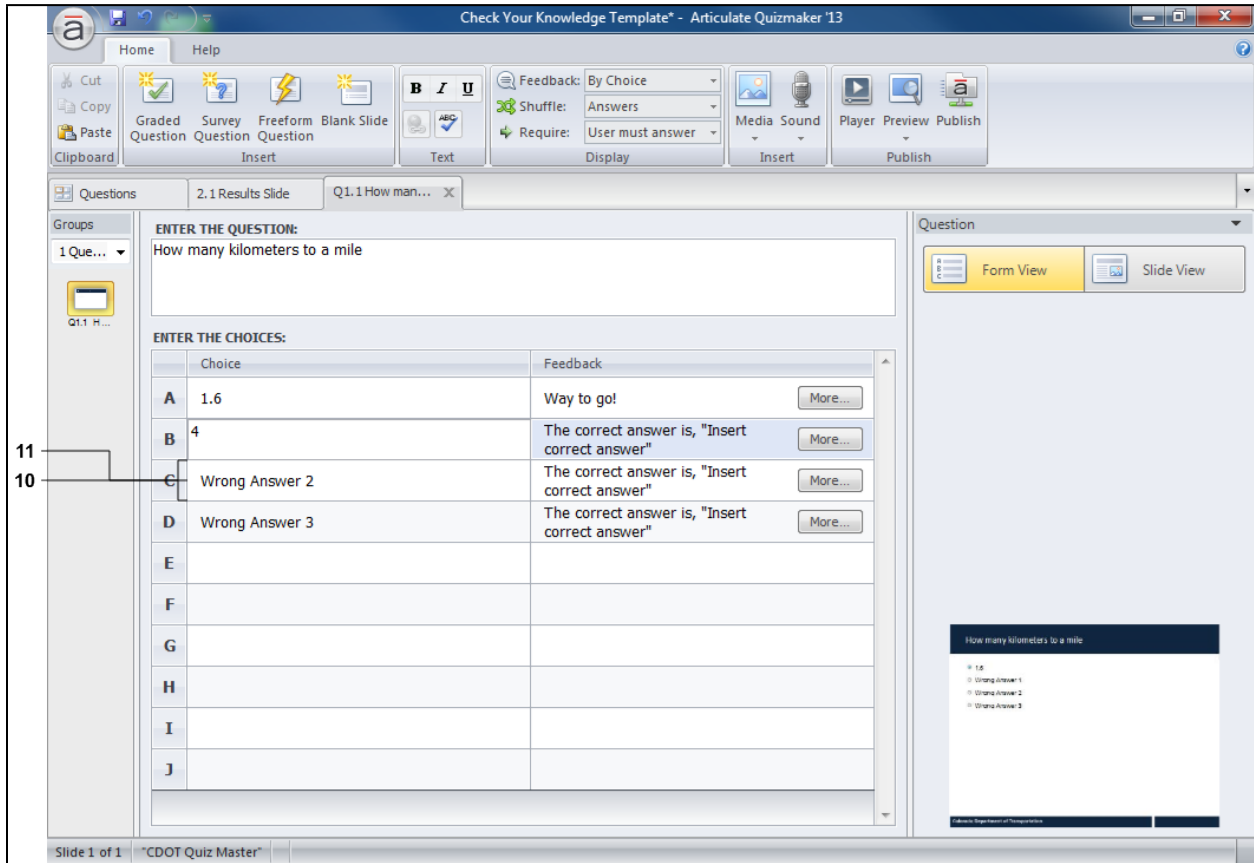 Check Your Knowledge Template* - Articulate Quizmaker '13
Home Help
Cut
Copy
Paste
Clipboard
Graded Question
Survey Question
Freeform Question
Blank Slide
Insert
B I U
ABC
Text
Feedback: By Choice
Shuffle: Answers
Require: User must answer
Display
Media Sound
Insert
Player Preview Publish
Publish
Questions 2.1 Results Slide Q1.1 How man... X
Groups
1 Que...
Q1.1 H...
ENTER THE QUESTION:
How many kilometers to a mile
ENTER THE CHOICES:
Choice Feedback
A 1.6 Way to go! More...
B 4 The correct answer is, "Insert
correct answer" More...
11
10
C Wrong Answer 2 The correct answer is, "Insert
correct answer" More...
D Wrong Answer 3 The correct answer is, "Insert
correct answer" More...
E
F
G
H
I
J
Question
Form View Slide View
How many kilometers to a mile
1.6
Wrong Answer 1
Wrong Answer 2
Wrong Answer 3
Colorado Department of Transportation
Slide 1 of 1 "CDOT Quiz Master"